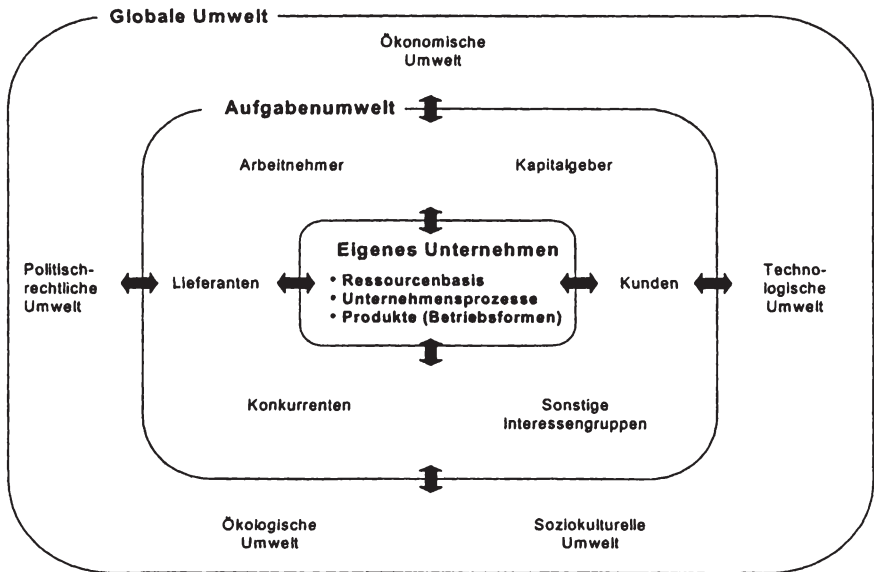 Globale Umwelt
Ökonomische
Umwelt
Aufgabenumwelt
Arbeitnehmer
Kapitalgeber
Politisch-
rechtliche
Umwelt
Lieferanten
Eigenes Unternehmen
• Ressourcenbasis
• Unternehmensprozesse
• Produkte (Betriebsformen)
Kunden
Techno-
logische
Umwelt
Konkurrenten
Sonstige
Interessengruppen
Ökologische
Umwelt
Soziokulturelle
Umwelt